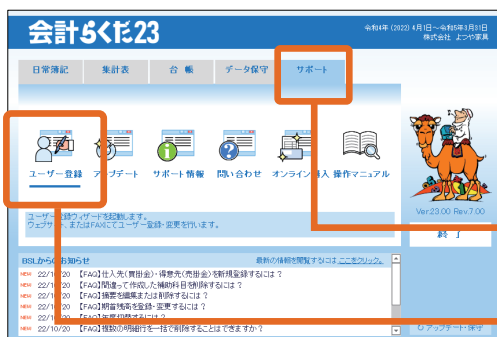 会計らくだ23
令和4年 (2022) 4月1日～令和5年3月31日
株式会社 よつや家具
日常簿記 集計表 台 帳 データ保守 サポート
ユーザー登録 アップデート サポート情報 問い合わせ オンライン購入 操作マニュアル
Ver.23.00 Rev.7.00
終 了
ユーザー登録ウィザードを起動します。
ウェブサイト、またはFAXにてユーザー登録・変更を行います。
BSLからのお知らせ 最新の情報を閲覧するには ここをクリック。
NEW 22/10/20 【FAQ】仕入先(買掛金)・得意先(売掛金)を新規登録するには？
NEW 22/10/20 【FAQ】間違って作成した補助科目を削除するには？
NEW 22/10/20 【FAQ】摘要を編集または削除するには？
NEW 22/10/20 【FAQ】期首残高を登録・変更するには？
NEW 22/10/20 【FAQ】年度切替するには？
NEW 22/10/20 【FAQ】複数の明細行を一括で削除することはできますか？
アップデート・保守